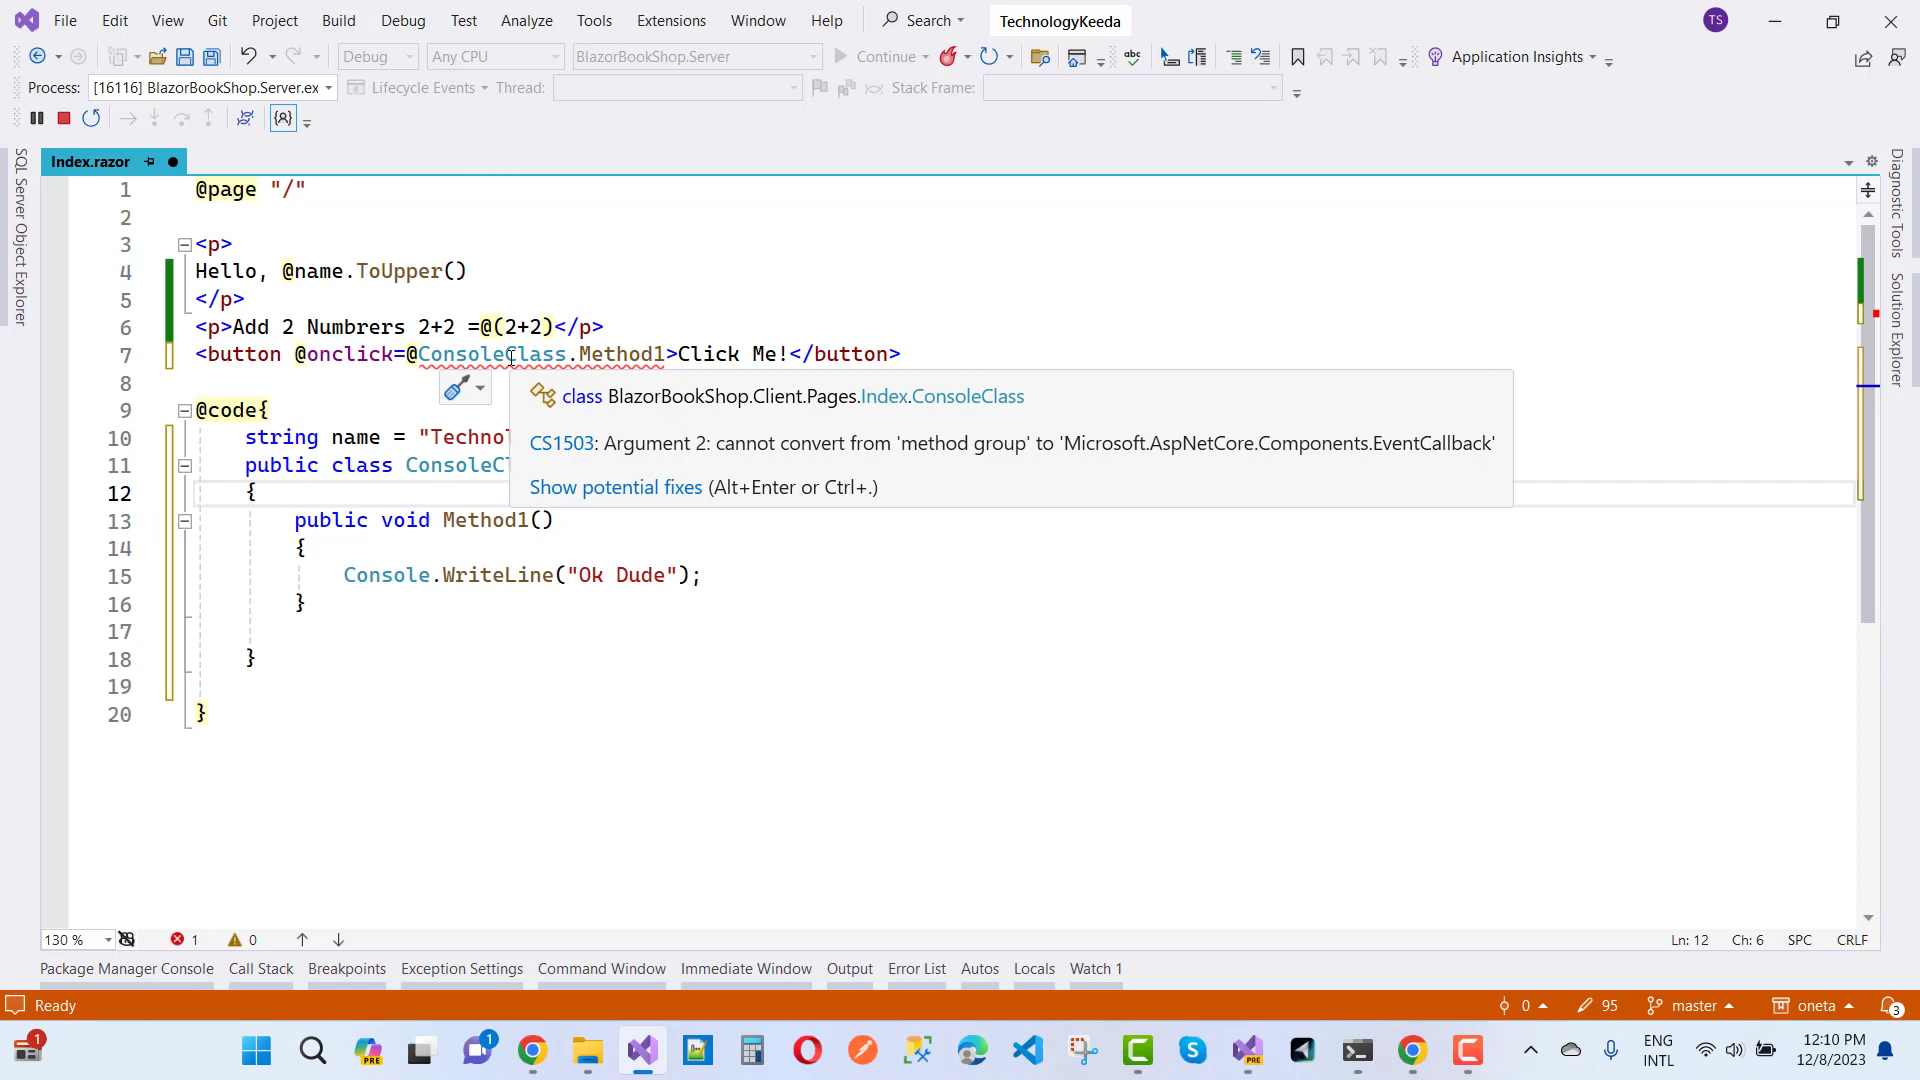 File Edit View Git Project Build Debug Test Analyze Tools Extensions Window Help Search TechnologyKeeda TS
Debug Any CPU BlazorBookShop.Server Continue abc Application Insights
Process: [16116] BlazorBookShop.Server.ex Lifecycle Events Thread: Stack Frame:
SQL Server Object Explorer
Index.razor
Diagnostic Tools
Solution Explorer
1 @page "/"
2
3 <p>
4 Hello, @name.ToUpper()
5 </p>
6 <p>Add 2 Numbrers 2+2 =@(2+2)</p>
7 <button @onclick=@ConsoleClass.Method1>Click Me!</button>
8
class BlazorBookShop.Client.Pages.Index.ConsoleClass
CS1503: Argument 2: cannot convert from 'method group' to 'Microsoft.AspNetCore.Components.EventCallback'
Show potential fixes (Alt+Enter or Ctrl+.)
9 @code{
10 string name = "Technol
11 public class ConsoleCl
12 {
13 public void Method1()
14 {
15 Console.WriteLine("Ok Dude");
16 }
17
18 }
19
20 }
130 % 1 0 Ln: 12 Ch: 6 SPC CRLF
Package Manager Console Call Stack Breakpoints Exception Settings Command Window Immediate Window Output Error List Autos Locals Watch 1
Ready 0 95 master oneta 3
1 PRE 1 PRE ENG 12:10 PM
INTL 12/8/2023